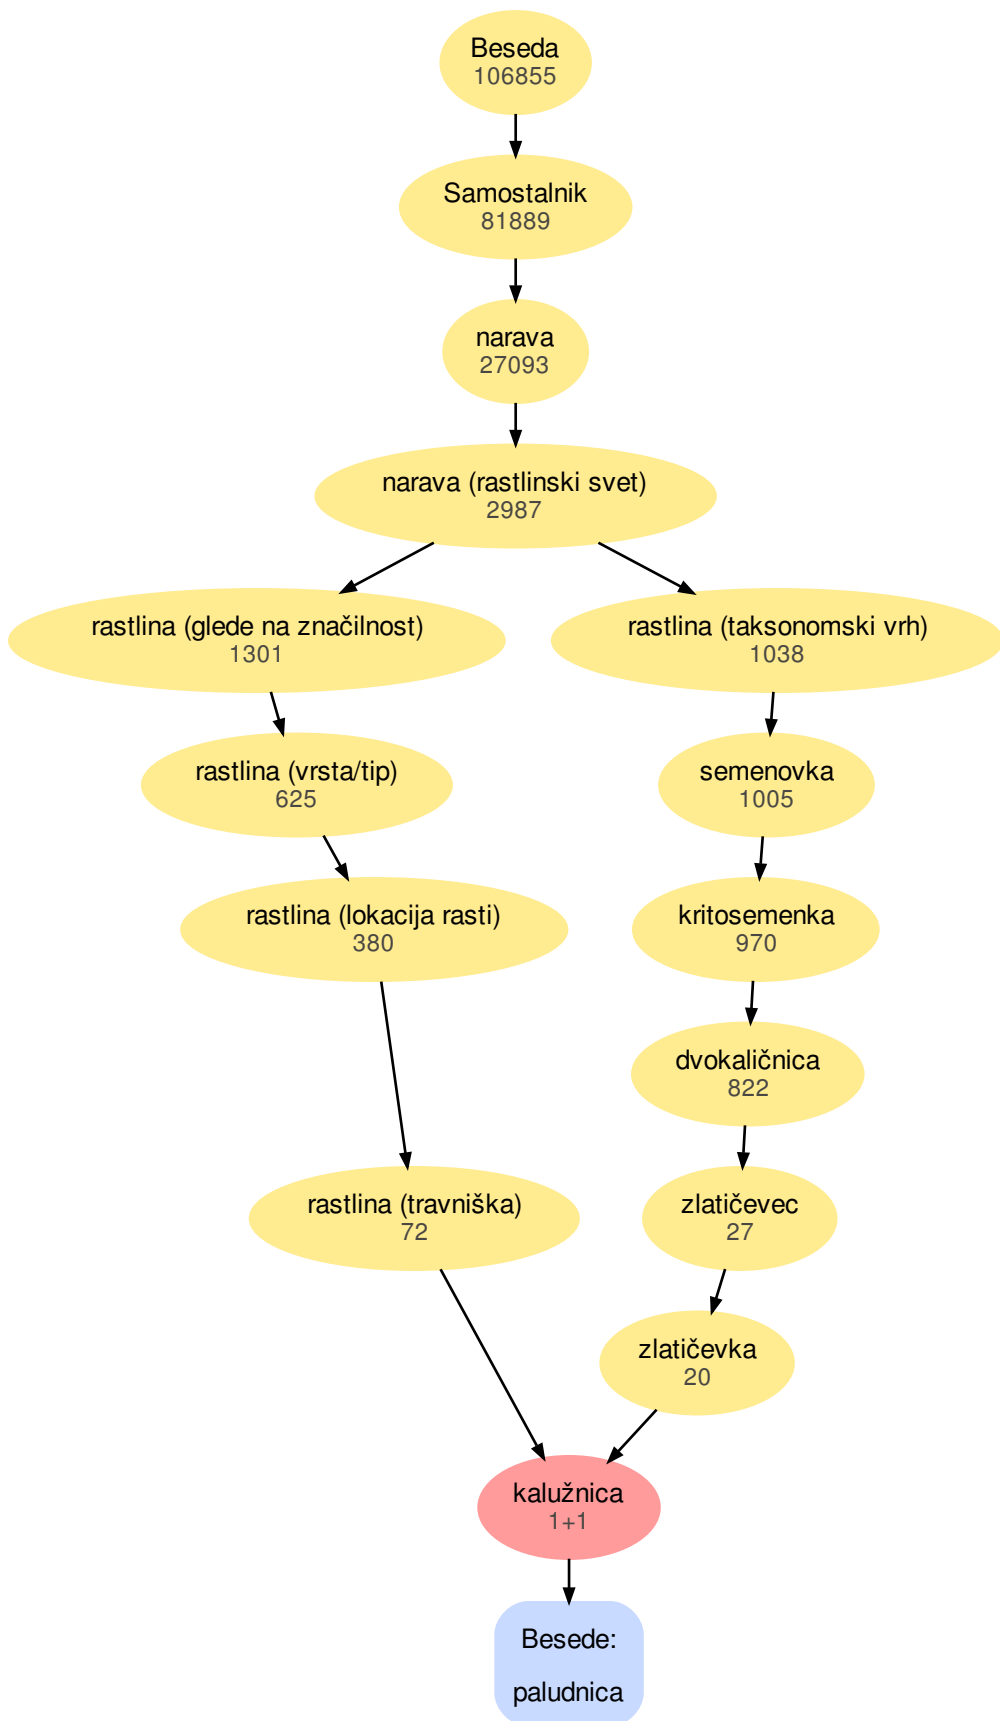 Beseda
106855
Samostalnik
81889
narava
27093
narava (rastlinski svet)
2987
rastlina (glede na značilnost)
1301
rastlina (taksonomski vrh)
1038
rastlina (vrsta/tip)
625
semenovka
1005
rastlina (lokacija rasti)
380
kritosemenka
970
dvokaličnica
822
rastlina (travniška)
72
zlatičevec
27
zlatičevka
20
kalužnica
1+1
Besede:
paludnica